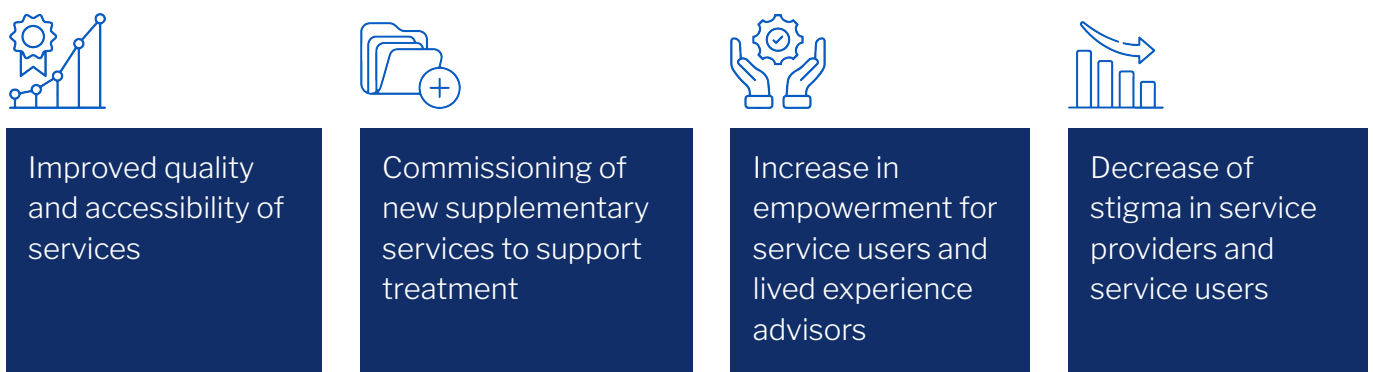 Improved quality
and accessibility of
services
Commissioning of
new supplementary
services to support
treatment
Increase in
empowerment for
service users and
lived experience
advisors
Decrease of
stigma in service
providers and
service users